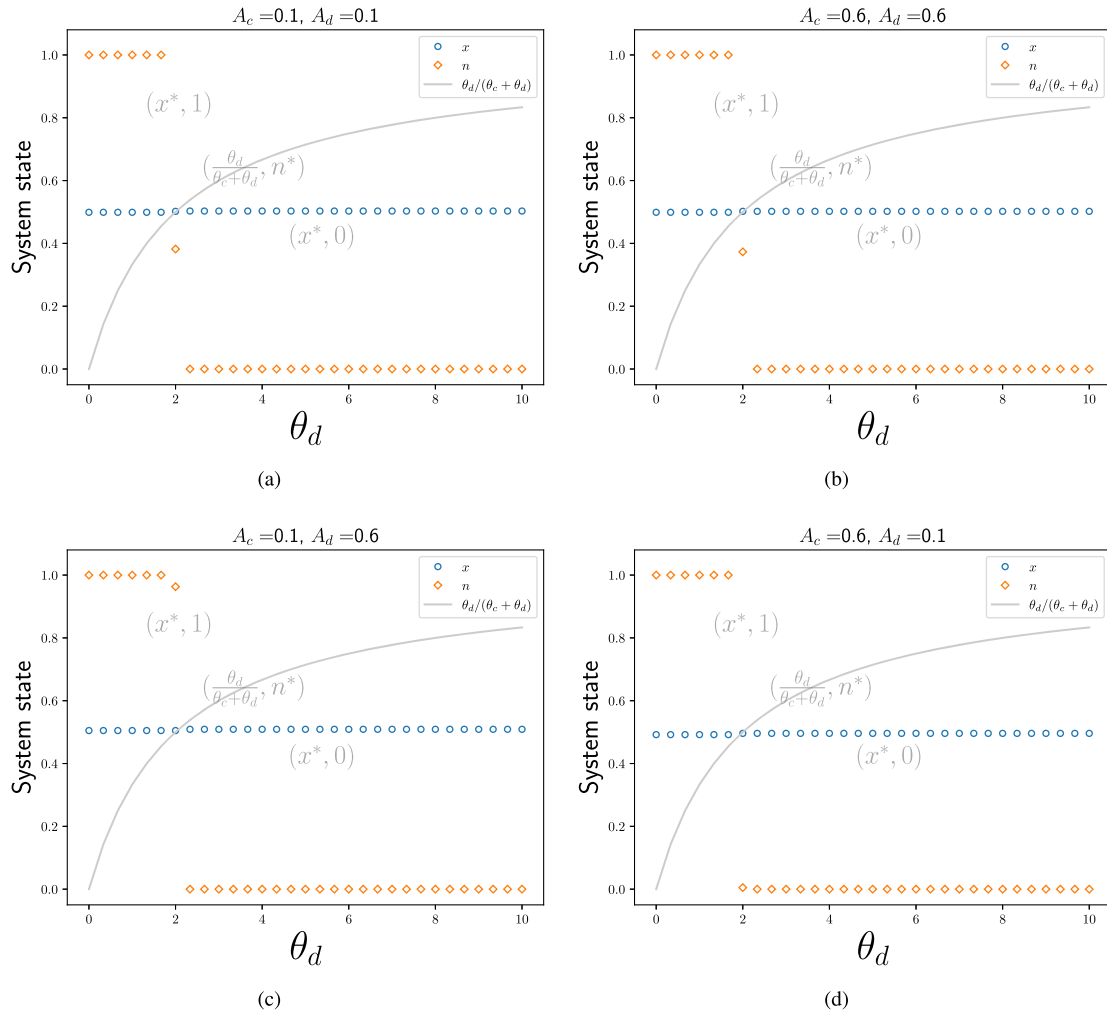 A_c =0.1, A_d =0.1
1.0
0.8
0.6
0.4
0.2
0.0
System state
x
n
θ_d/(θ_c + θ_d)
(x*, 1)
(θ_d/θ_c+θ_d, n*)
(x*, 0)
0 2 4 6 8 10
θ_d
(a)
A_c =0.6, A_d =0.6
1.0
0.8
0.6
0.4
0.2
0.0
System state
x
n
θ_d/(θ_c + θ_d)
(x*, 1)
(θ_d/θ_c+θ_d, n*)
(x*, 0)
0 2 4 6 8 10
θ_d
(b)
A_c =0.1, A_d =0.6
1.0
0.8
0.6
0.4
0.2
0.0
System state
x
n
θ_d/(θ_c + θ_d)
(x*, 1)
(θ_d/θ_c+θ_d, n*)
(x*, 0)
0 2 4 6 8 10
θ_d
(c)
A_c =0.6, A_d =0.1
1.0
0.8
0.6
0.4
0.2
0.0
System state
x
n
θ_d/(θ_c + θ_d)
(x*, 1)
(θ_d/θ_c+θ_d, n*)
(x*, 0)
0 2 4 6 8 10
θ_d
(d)